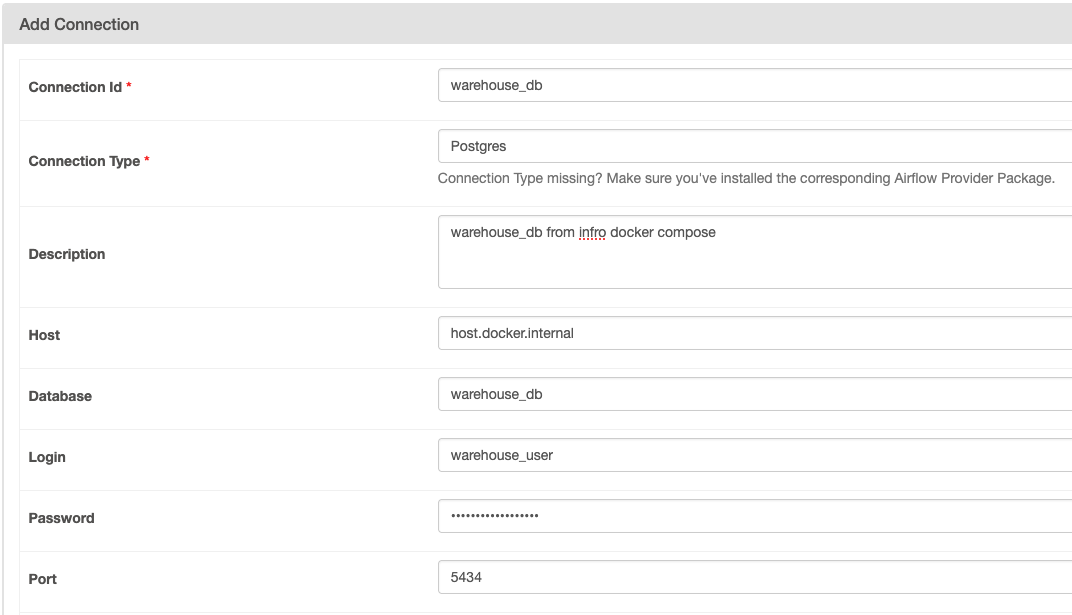 Add Connection
Connection Id *
warehouse_db
Connection Type *
Postgres
Connection Type missing? Make sure you've installed the corresponding Airflow Provider Package.
Description
warehouse_db from infro docker compose
Host
host.docker.internal
Database
warehouse_db
Login
warehouse_user
Password
••••••••••••••••••
Port
5434